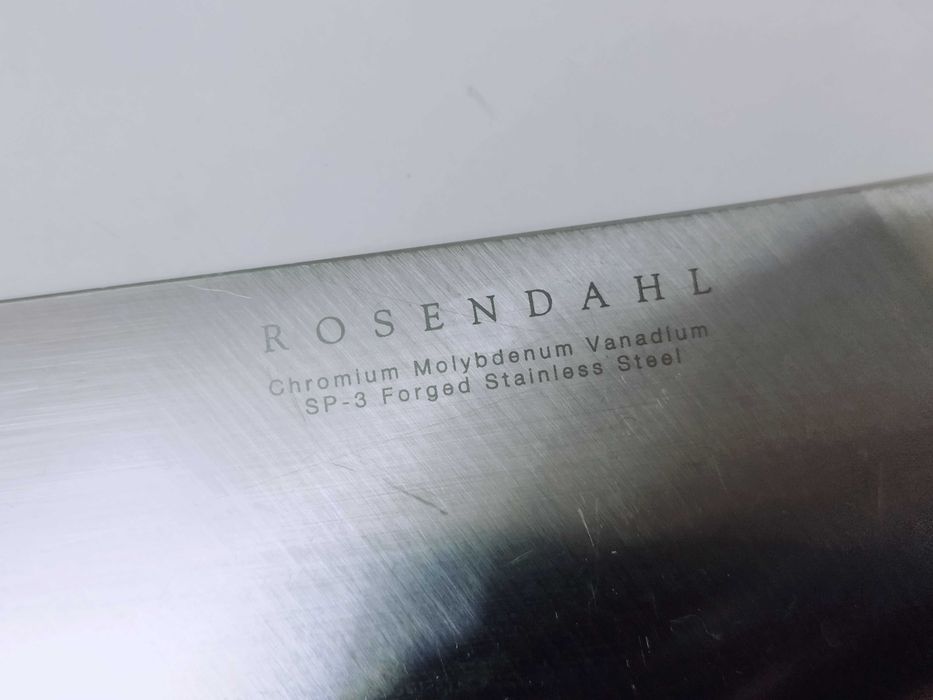 ROSENDAHL
Chromium Molybdenum Vanadium
SP-3 Forged Stainless Steel